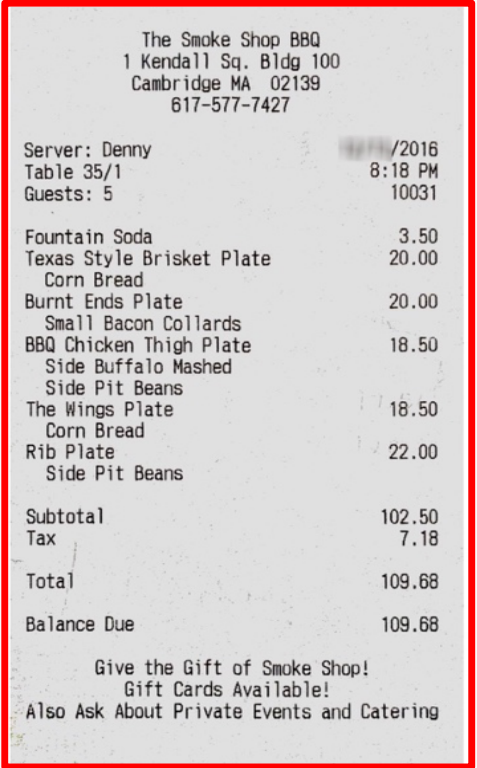 The Smoke Shop BBQ
1 Kendall Sq. Bldg 100
Cambridge MA 02139
617-577-7427
Server: Denny /2016
Table 35/1 8:18 PM
Guests: 5 10031
Fountain Soda 3.50
Texas Style Brisket Plate 20.00
Corn Bread
Burnt Ends Plate 20.00
Small Bacon Collards
BBQ Chicken Thigh Plate 18.50
Side Buffalo Mashed
Side Pit Beans
The Wings Plate 18.50
Corn Bread
Rib Plate 22.00
Side Pit Beans
Subtotal 102.50
Tax 7.18
Total 109.68
Balance Due 109.68
Give the Gift of Smoke Shop!
Gift Cards Available!
Also Ask About Private Events and Catering